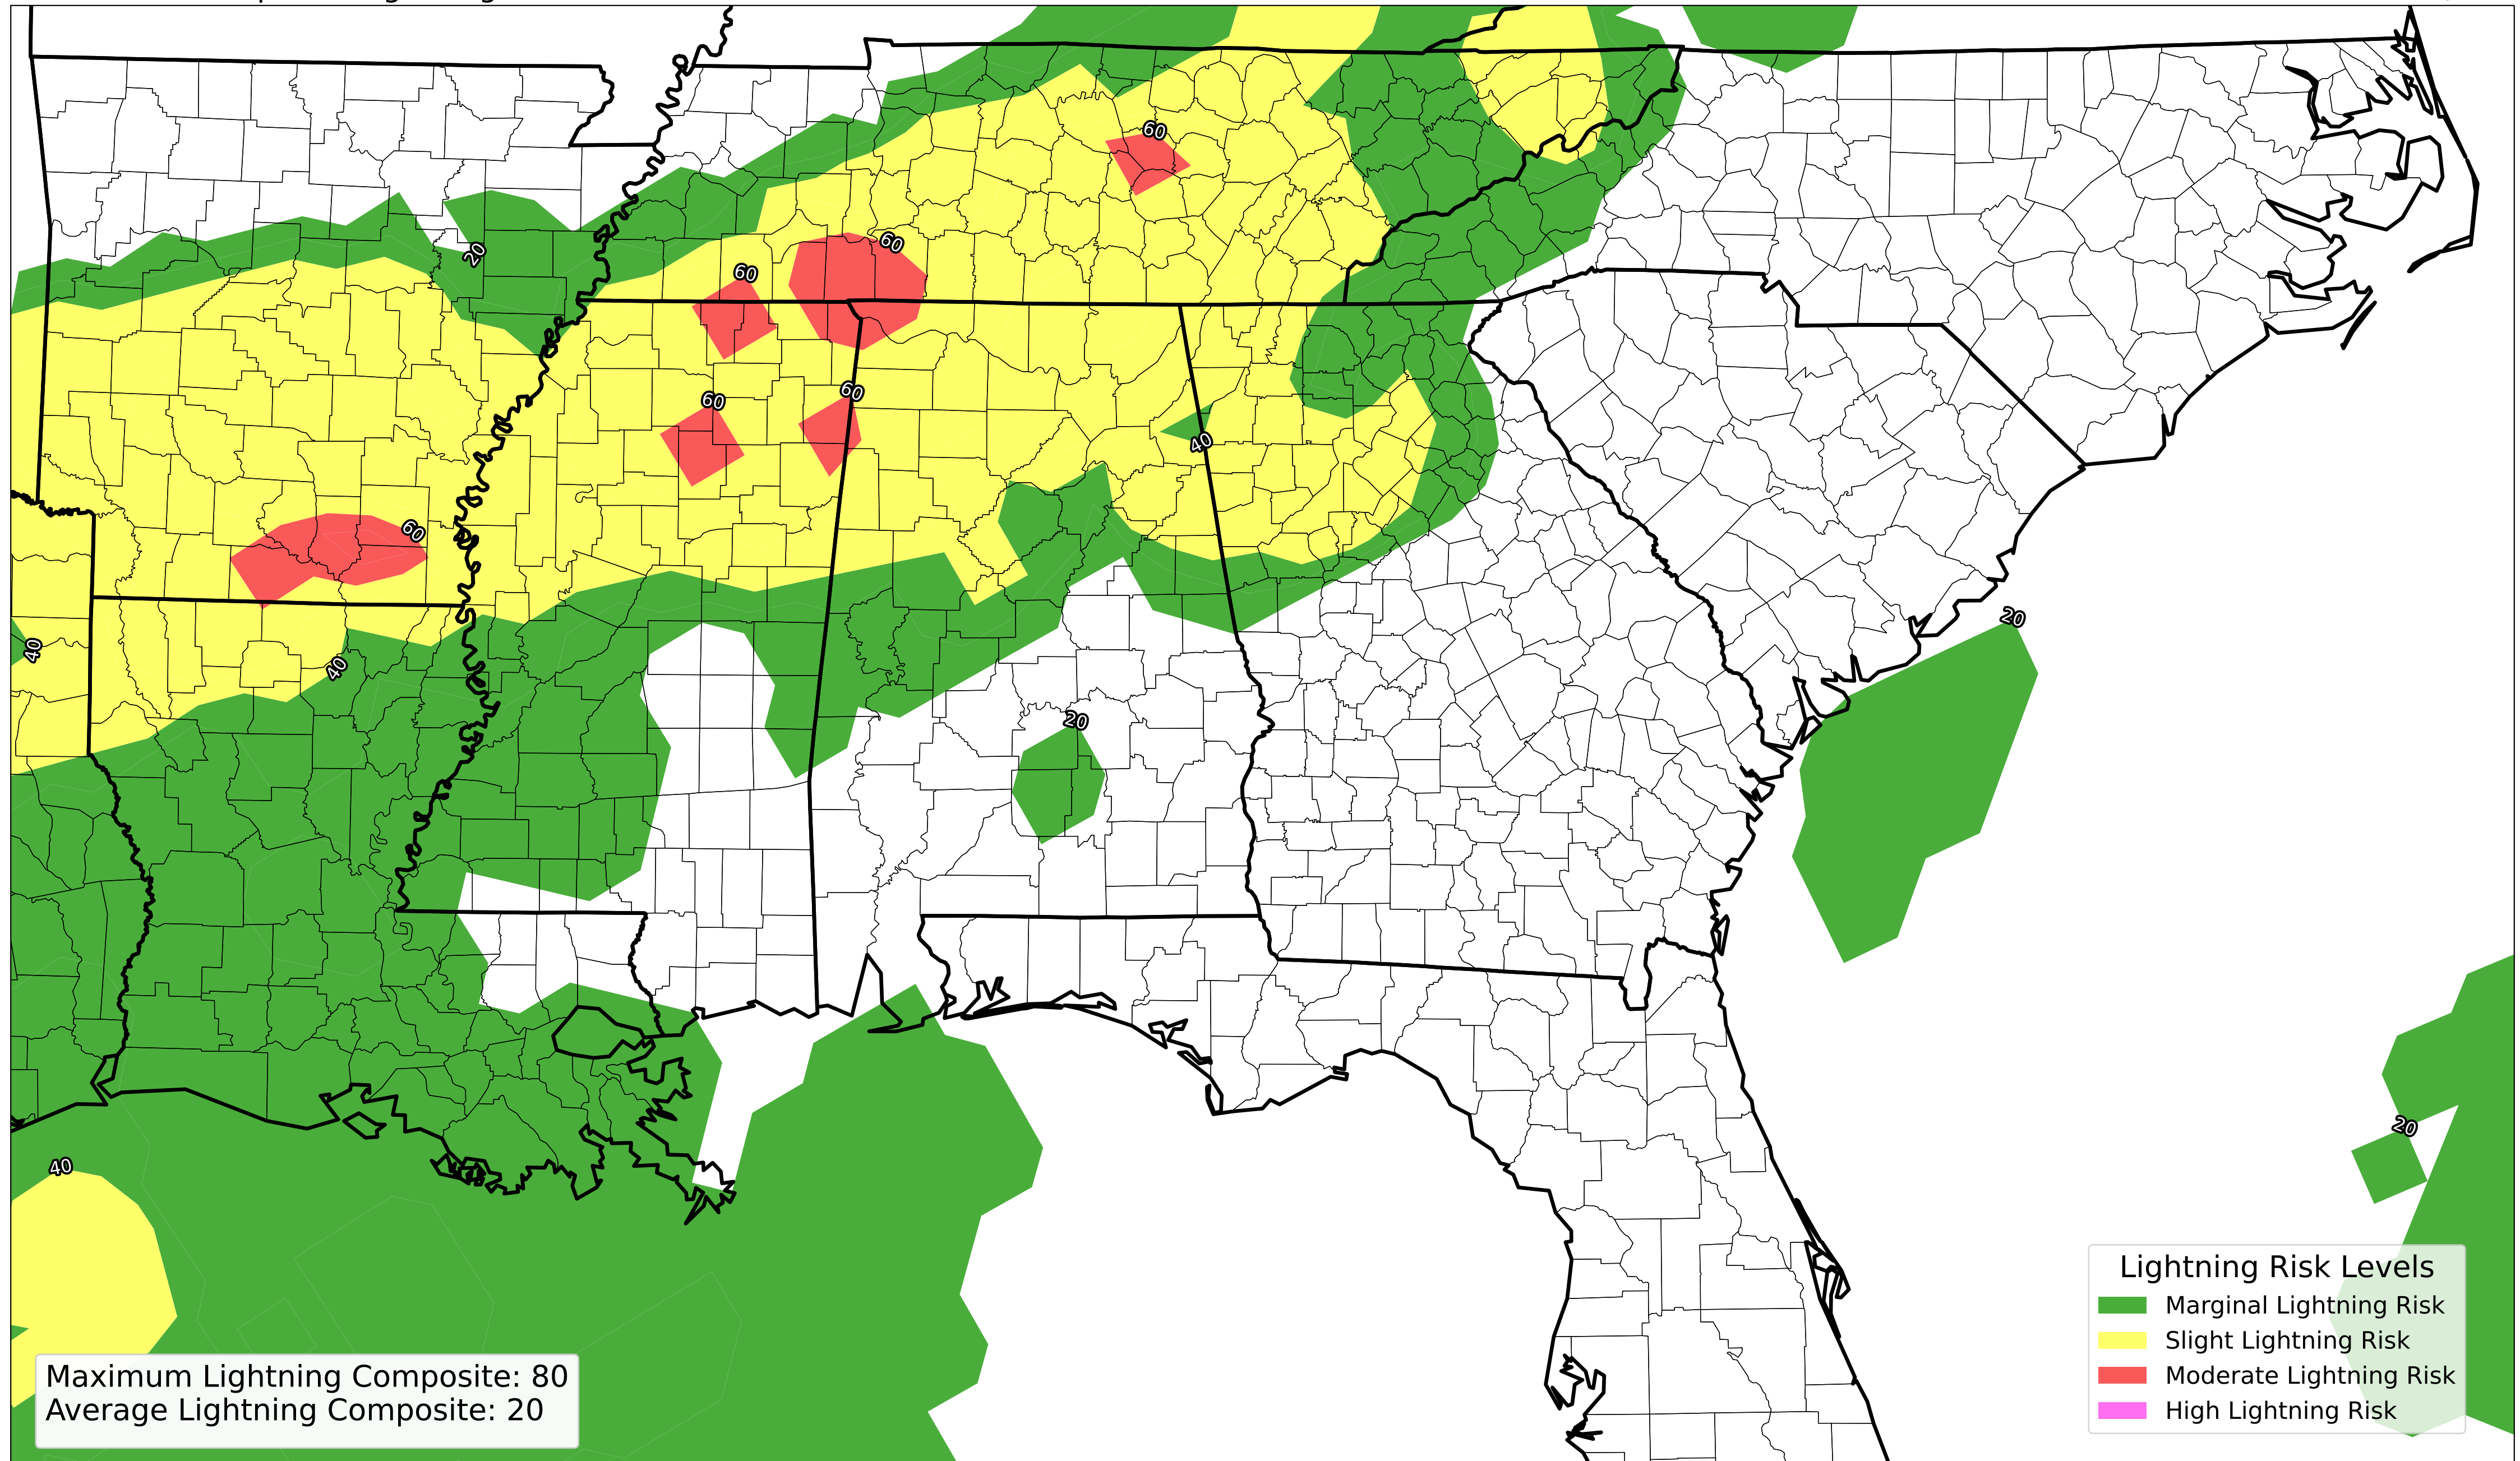 60
20
60
60
60
60
40
60
20
40
40
20
20
40
Lightning Risk Levels
Marginal Lightning Risk
Slight Lightning Risk
Moderate Lightning Risk
High Lightning Risk
Maximum Lightning Composite: 80
Average Lightning Composite: 20